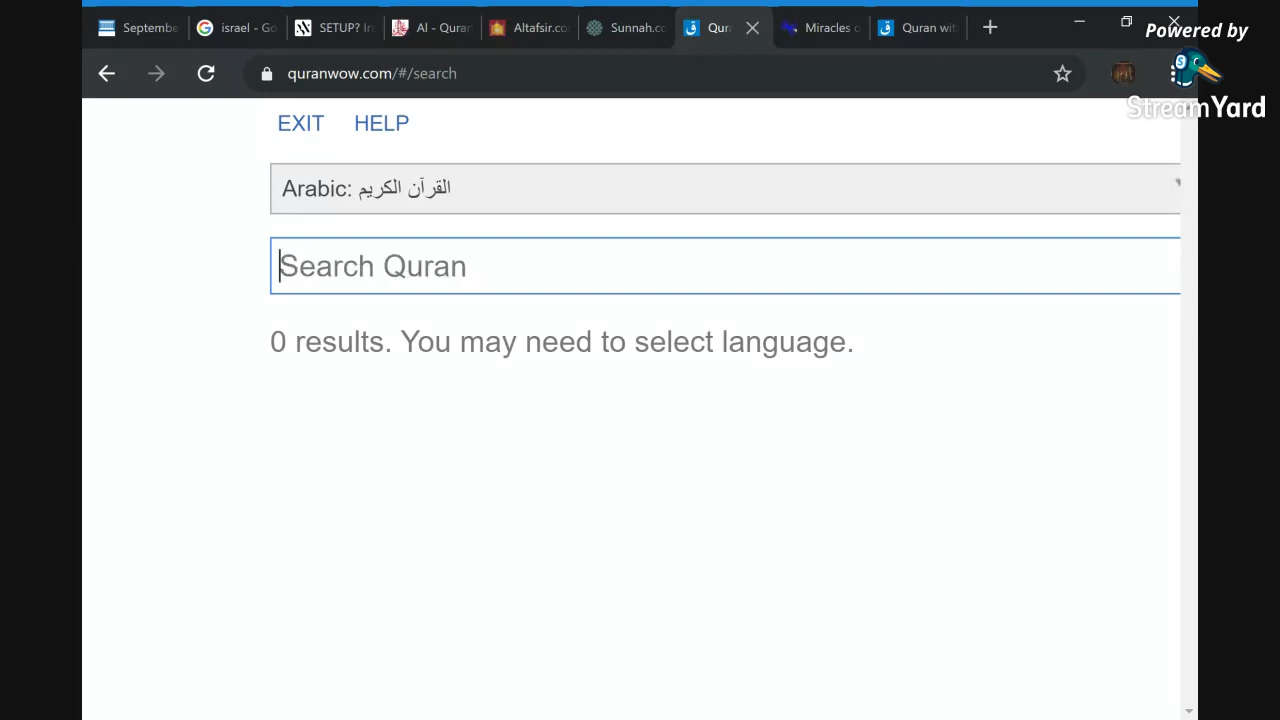 Septembe
israel - Go
SETUP? Ira
Al - Quran
Altafsir.co
Sunnah.co
Qur
Miracles o
Quran wit
Powered by
StreamYard
quranwow.com/#/search
EXIT HELP
Arabic: القرآن الكريم
Search Quran
0 results. You may need to select language.